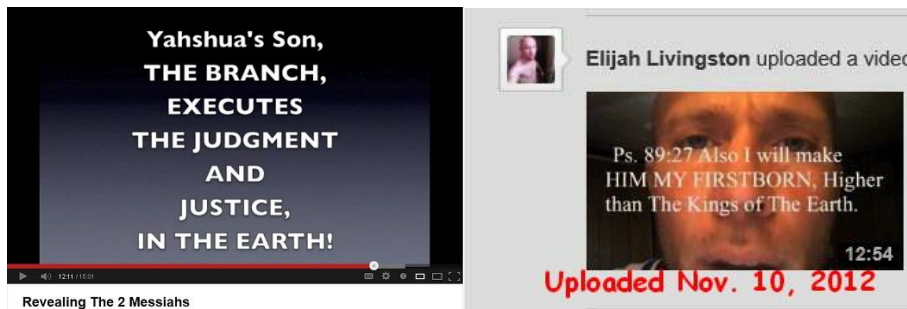 Yahshua's Son,
THE BRANCH,
EXECUTES
THE JUDGMENT
AND
JUSTICE,
IN THE EARTH!
12:11 / 15:01
Revealing The 2 Messiahs
Elijah Livingston uploaded a video
Ps. 89:27 Also I will make
HIM MY FIRSTBORN, Higher
than The Kings of The Earth.
12:54
Uploaded Nov. 10, 2012